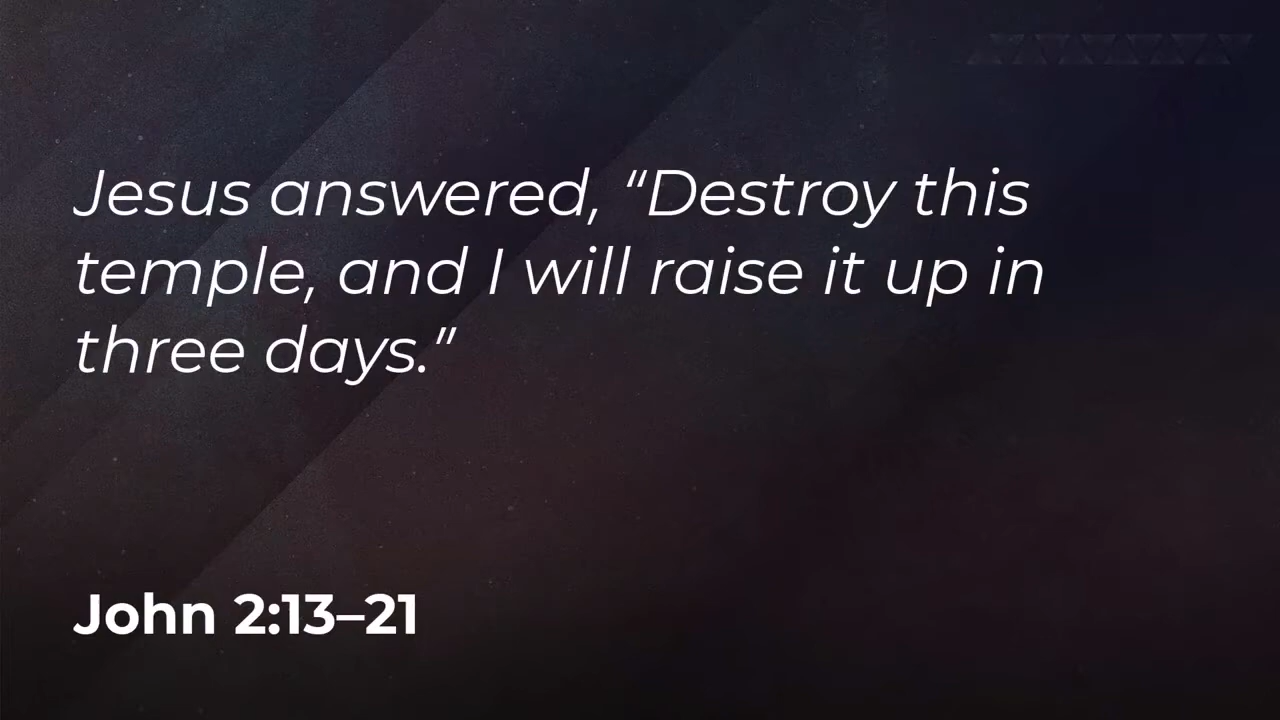 Jesus answered, “Destroy this
temple, and I will raise it up in
three days.”
John 2:13–21